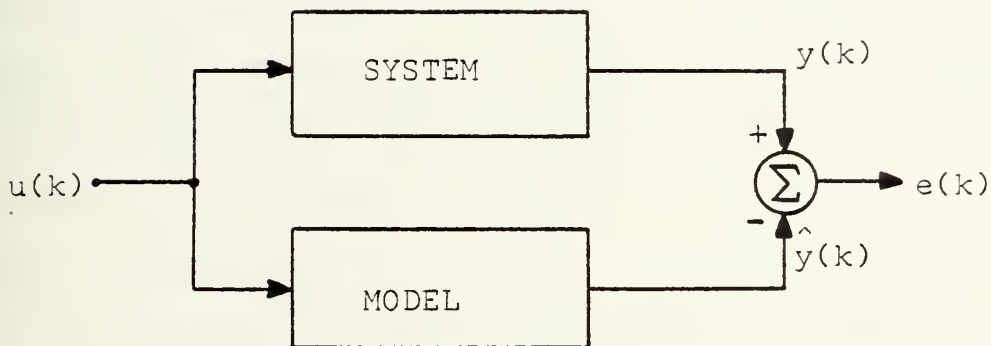 SYSTEM
y(k)
+
u(k)
Σ
e(k)
-
ŷ(k)
MODEL